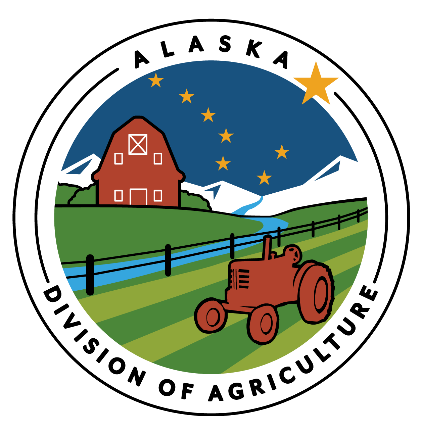 ALASKA
DIVISION OF AGRICULTURE